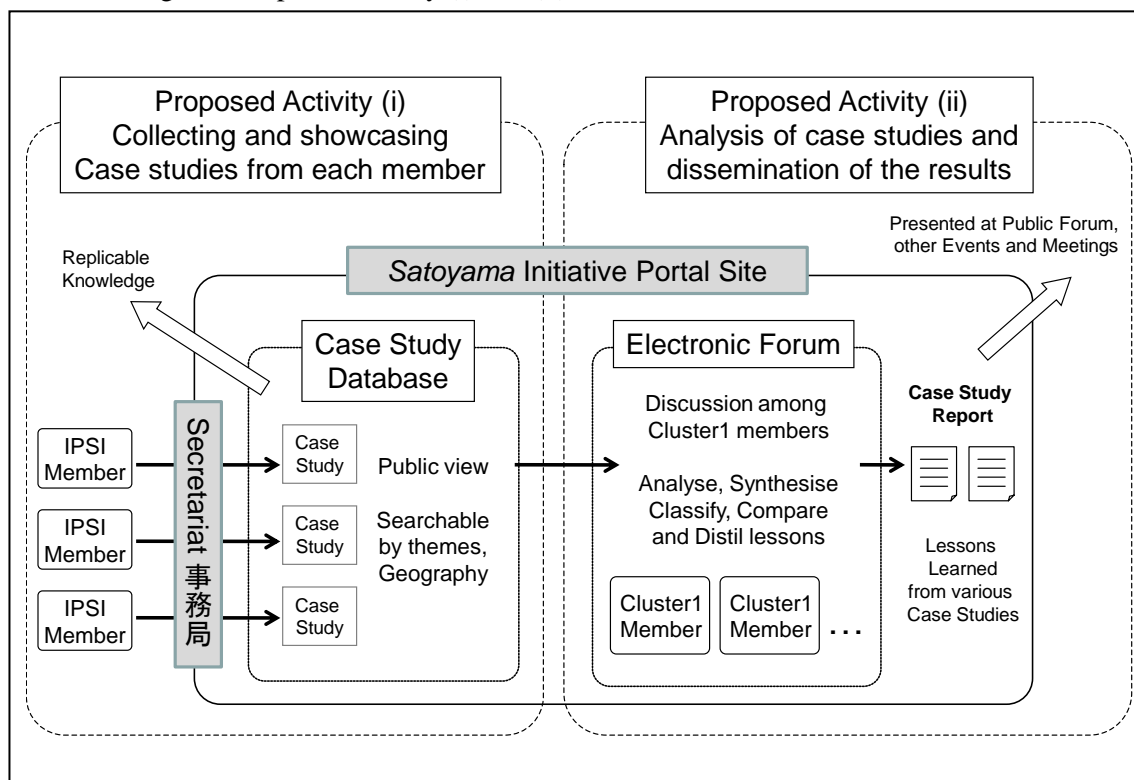 Proposed Activity (i)
Collecting and showcasing
Case studies from each member
Proposed Activity (ii)
Analysis of case studies and
dissemination of the results
Replicable
Knowledge
Presented at Public Forum,
other Events and Meetings
Satoyama Initiative Portal Site
Secretariat 事務局
IPSI
Member
IPSI
Member
IPSI
Member
Case Study
Database
Case
Study
Case
Study
Case
Study
Public view
Searchable
by themes,
Geography
Electronic Forum
Discussion among
Cluster1 members
Analyse, Synthesise
Classify, Compare
and Distil lessons
Cluster1
Member
Cluster1
Member
...
Case Study
Report
Lessons
Learned
from various
Case Studies